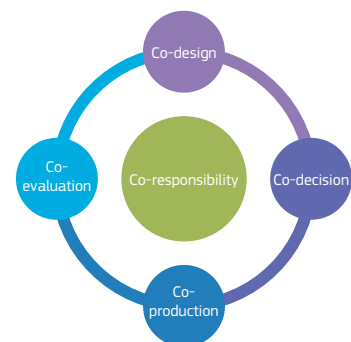 Co-design
Co-
evaluation
Co-responsibility
Co-decision
Co-
production